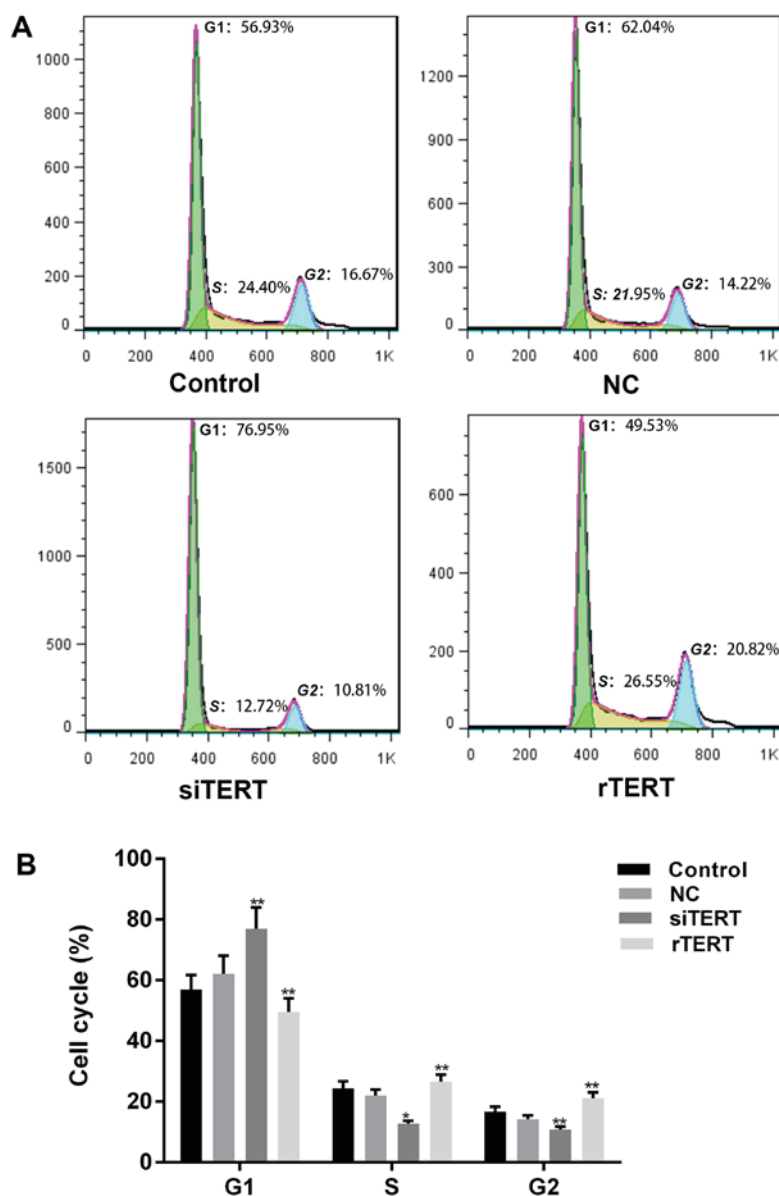 A
G1: 56.93%
S: 24.40%
G2: 16.67%
1000
800
600
400
200
0
0 200 400 600 800 1K
Control
G1: 62.04%
S: 21.95%
G2: 14.22%
1200
900
600
300
0
0 200 400 600 800 1K
NC
G1: 76.95%
S: 12.72%
G2: 10.81%
1500
1000
500
0
0 200 400 600 800 1K
siTERT
G1: 49.53%
S: 26.55%
G2: 20.82%
600
400
200
0
0 200 400 600 800 1K
rTERT
B
Cell cycle (%)
100
80
60
40
20
0
** **
* **
** **
G1 S G2
Control
NC
siTERT
rTERT